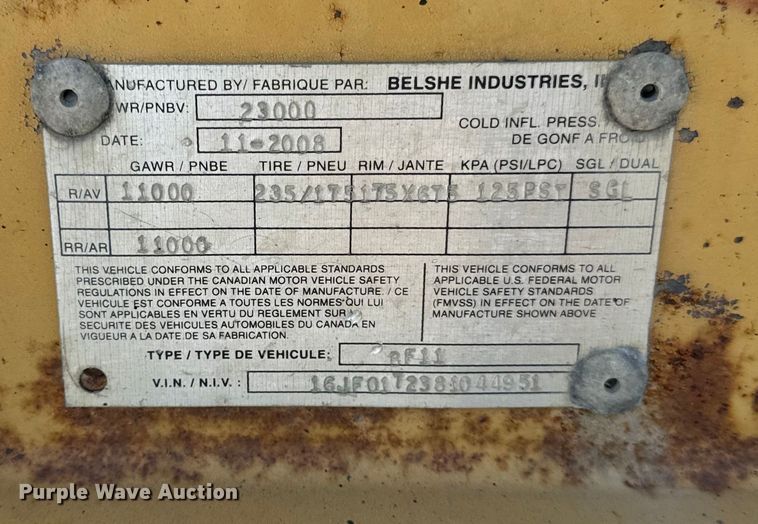 ANUFACTURED BY/ FABRIQUE PAR: BELSHE INDUSTRIES, I
WR/PNBV: 23000
COLD INFL. PRESS.
DATE: 11-2008
DE GONF A FROID
GAWR / PNBE TIRE / PNEU RIM / JANTE KPA (PSI/LPC) SGL / DUAL
R/AV 11000 235/175 175X675 125PSI SGL
RR/AR 11000
THIS VEHICLE CONFORMS TO ALL APPLICABLE STANDARDS
PRESCRIBED UNDER THE CANADIAN MOTOR VEHICLE SAFETY
REGULATIONS IN EFFECT ON THE DATE OF MANUFACTURE. / CE
VEHICULE EST CONFORME A TOUTES LES NORMES QUI LUI
SONT APPLICABLES EN VERTU DU REGLEMENT SUR
SECURITE DES VEHICULES AUTOMOBILES DU CANADA EN
VIGUEUR A LA DATE DE SA FABRICATION.
THIS VEHICLE CONFORMS TO ALL
APPLICABLE U.S. FEDERAL MOTOR
VEHICLE SAFETY STANDARDS
(FMVSS) IN EFFECT ON THE DATE OF
MANUFACTURE SHOWN ABOVE
TYPE / TYPE DE VEHICULE:
V.I.N. / N.I.V. :
Purple Wave Auction